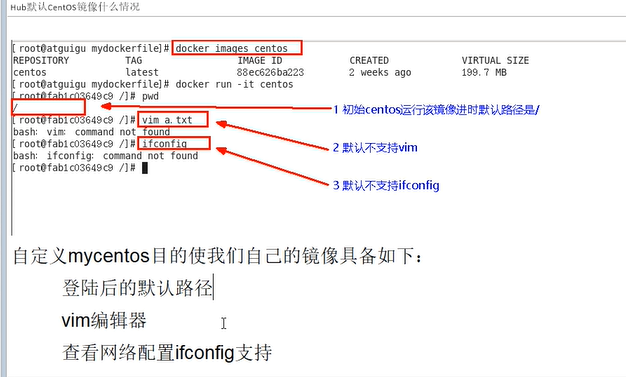 Hub默认CentOS镜像什么情况
[root@atguigu mydockerfile]# docker images centos
REPOSITORY TAG IMAGE ID CREATED VIRTUAL SIZE
centos latest 88ec626ba223 2 weeks ago 199.7 MB
[root@atguigu mydockerfile]# docker run -it centos
[root@fab1c03649c9 /]# pwd
/
1 初始centos运行该镜像进时默认路径是/
[root@fab1c03649c9 /]# vim a.txt
bash: vim: command not found
2 默认不支持vim
[root@fab1c03649c9 /]# ifconfig
bash: ifconfig: command not found
3 默认不支持ifconfig
[root@fab1c03649c9 /]#
自定义mycentos目的使我们自己的镜像具备如下：
登陆后的默认路径
vim编辑器
查看网络配置ifconfig支持